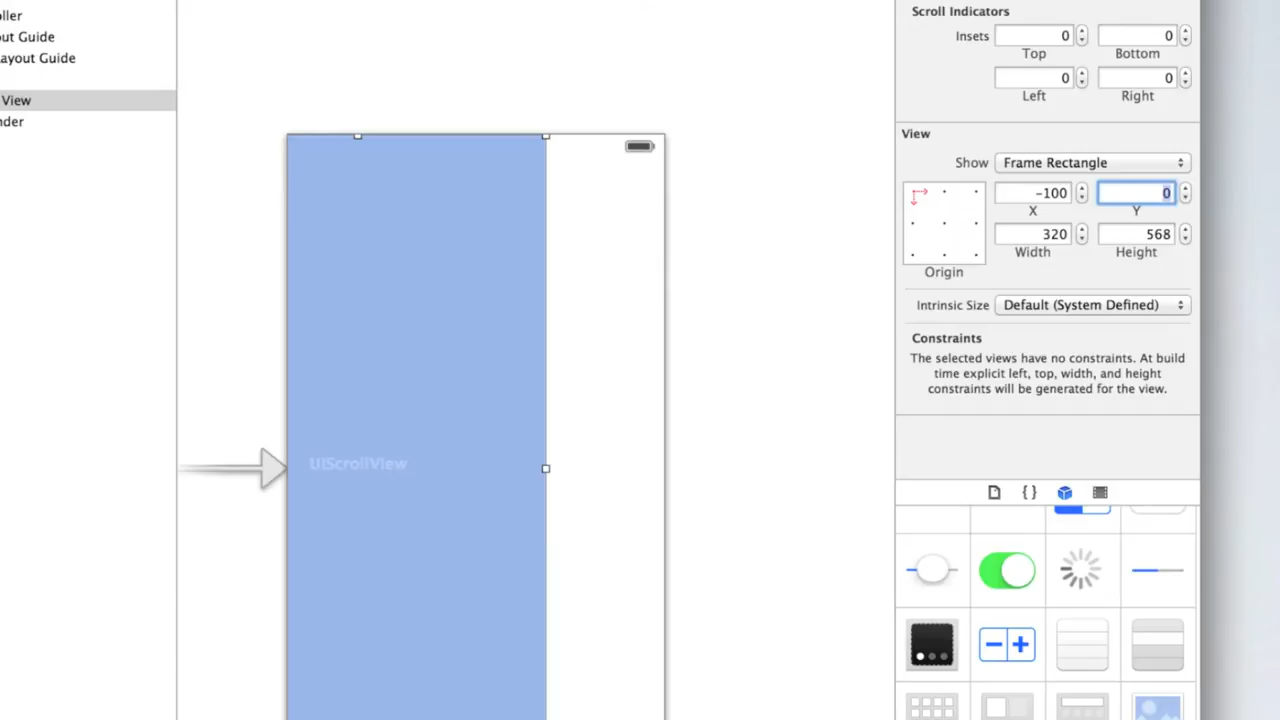 oller
out Guide
ayout Guide
View
nder
UIScrollView
Scroll Indicators
Insets 0 0
Top Bottom
0 0
Left Right
View
Show Frame Rectangle
-100 0
X Y
320 568
Width Height
Origin
Intrinsic Size Default (System Defined)
Constraints
The selected views have no constraints. At build
time explicit left, top, width, and height
constraints will be generated for the view.
{ }